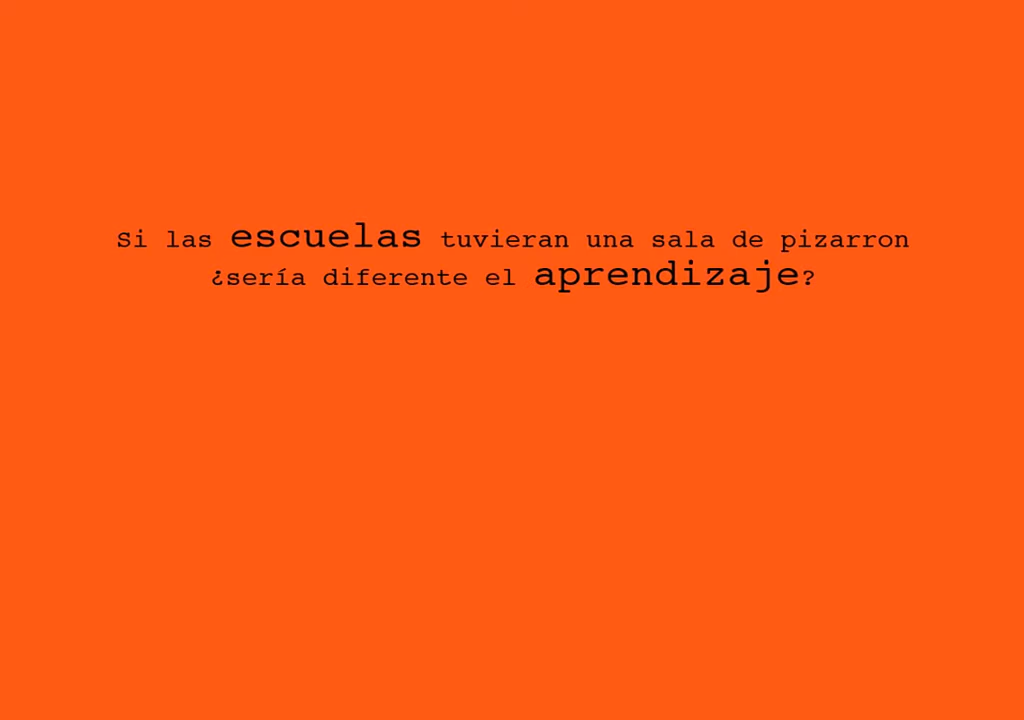 Si las escuelas tuvieran una sala de pizarron
¿sería diferente el aprendizaje?